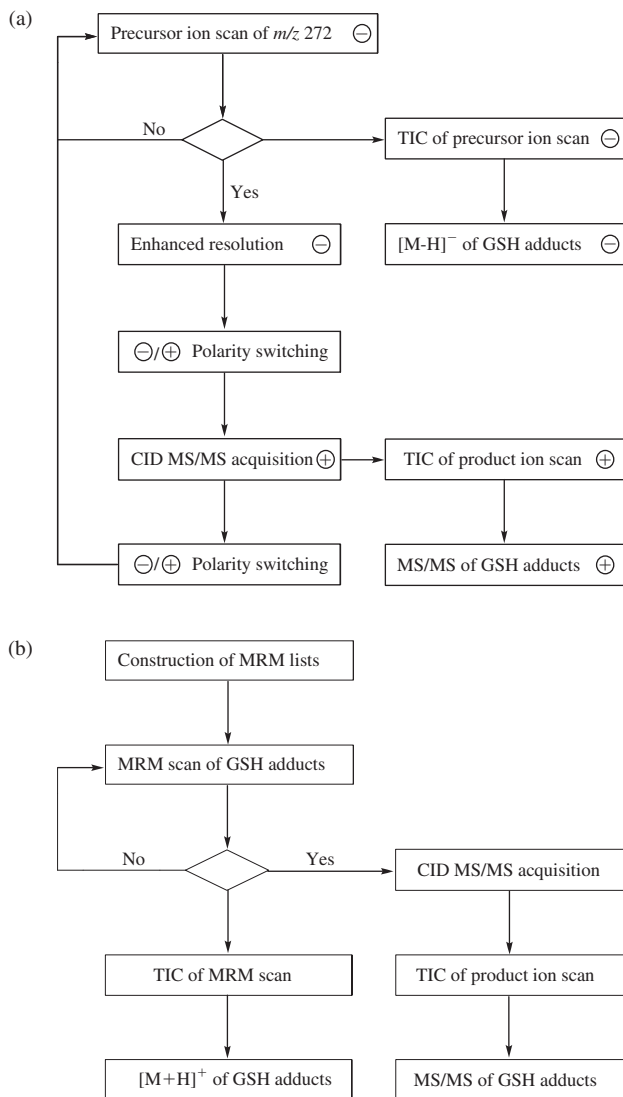 (a)
Precursor ion scan of m/z 272 ⊖
No
TIC of precursor ion scan ⊖
Yes
Enhanced resolution ⊖
[M-H]⁻ of GSH adducts ⊖
⊖/⊕ Polarity switching
CID MS/MS acquisition ⊕
TIC of product ion scan ⊕
⊖/⊕ Polarity switching
MS/MS of GSH adducts ⊕
(b)
Construction of MRM lists
MRM scan of GSH adducts
No
Yes
CID MS/MS acquisition
TIC of MRM scan
TIC of product ion scan
[M+H]⁺ of GSH adducts
MS/MS of GSH adducts